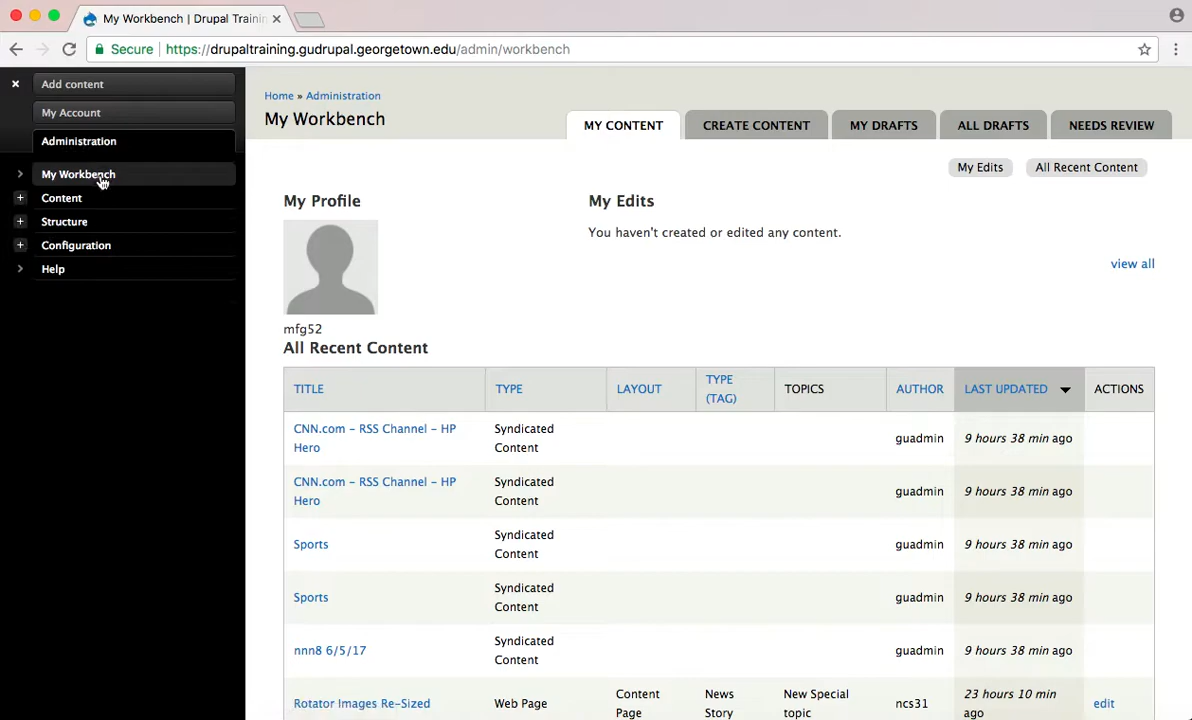 My Workbench | Drupal Trainin
Secure https://drupaltraining.gudrupal.georgetown.edu/admin/workbench
Add content
My Account
Administration
My Workbench
Content
Structure
Configuration
Help
Home » Administration
My Workbench
MY CONTENT CREATE CONTENT MY DRAFTS ALL DRAFTS NEEDS REVIEW
My Edits All Recent Content
My Profile
mfg52
My Edits
You haven't created or edited any content.
view all
All Recent Content
TITLE TYPE LAYOUT TYPE (TAG) TOPICS AUTHOR LAST UPDATED ACTIONS
CNN.com – RSS Channel – HP Syndicated
Hero Content guadmin 9 hours 38 min ago
CNN.com – RSS Channel – HP Syndicated
Hero Content guadmin 9 hours 38 min ago
Sports Syndicated Content guadmin 9 hours 38 min ago
Sports Syndicated Content guadmin 9 hours 38 min ago
nnn8 6/5/17 Syndicated Content guadmin 9 hours 38 min ago
Rotator Images Re-Sized Web Page Content Page News Story New Special topic ncs31 23 hours 10 min ago edit